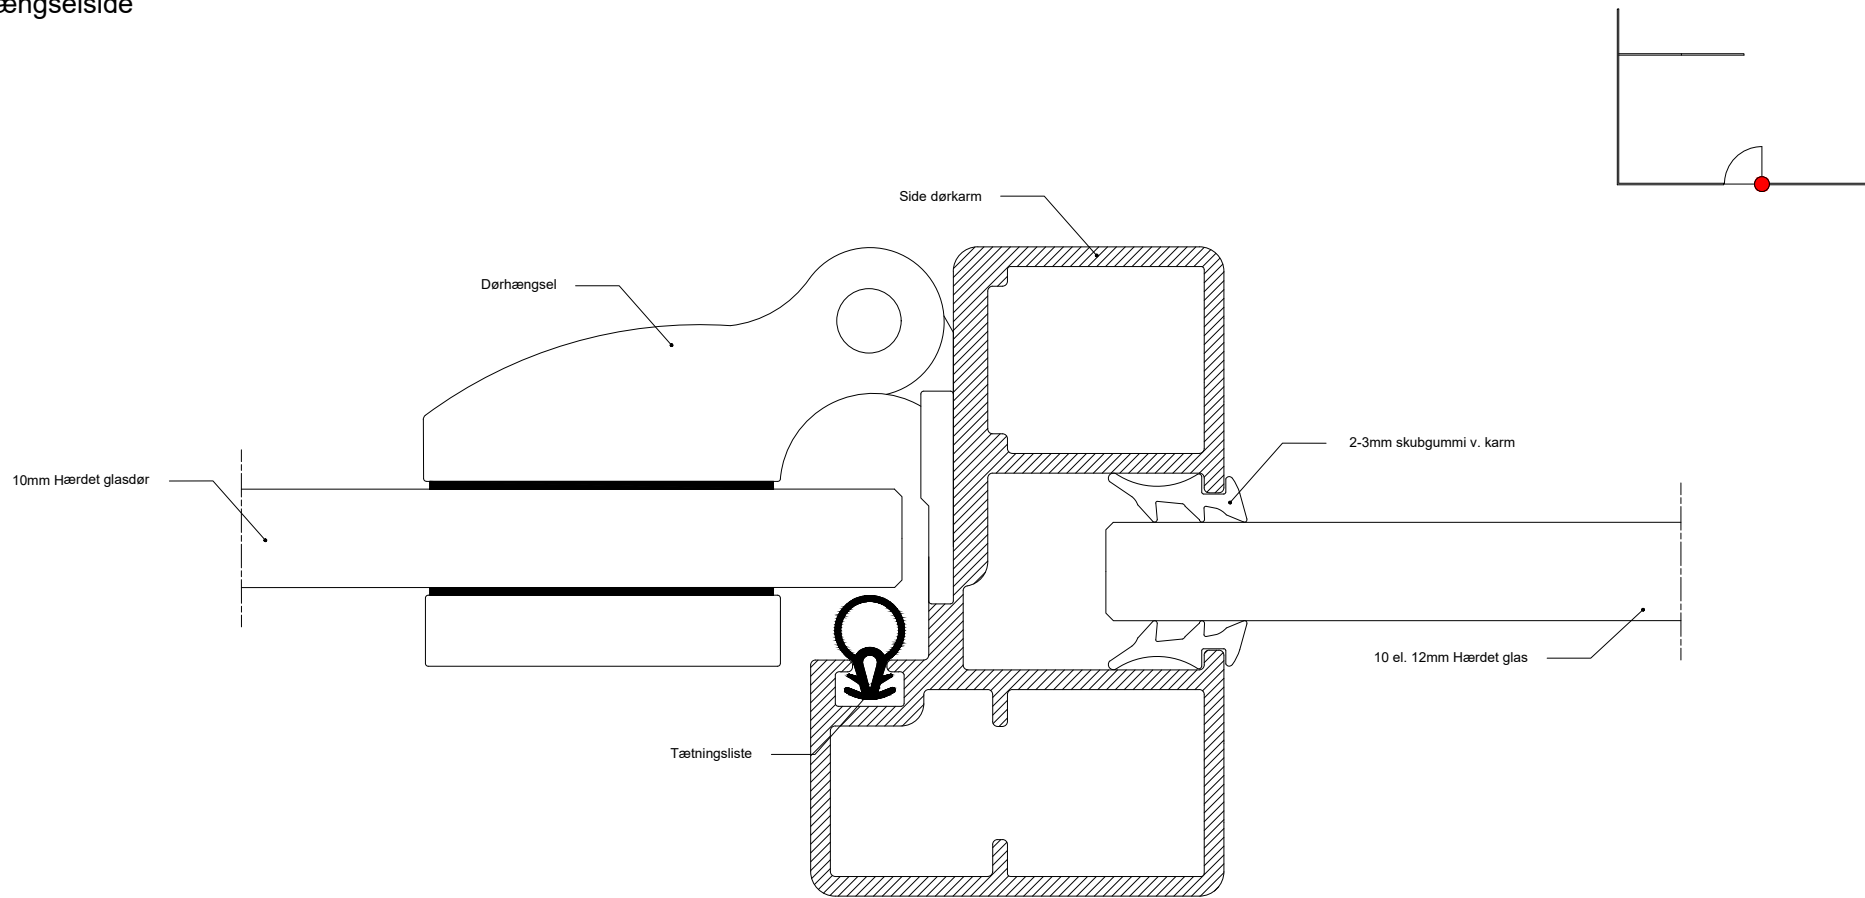 ængselside
Side dørkarm
Dørhængsel
2-3mm skubgummi v. karm
10mm Hærdet glasdør
10 el. 12mm Hærdet glas
Tætningsliste